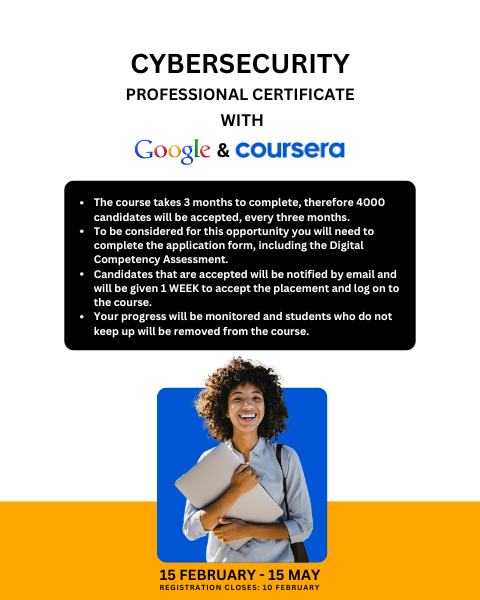 CYBERSECURITY
PROFESSIONAL CERTIFICATE
WITH
Google & coursera
• The course takes 3 months to complete, therefore 4000
candidates will be accepted, every three months.
• To be considered for this opportunity you will need to
complete the application form, including the Digital
Competency Assessment.
• Candidates that are accepted will be notified by email and
will be given 1 WEEK to accept the placement and log on to
the course.
• Your progress will be monitored and students who do not
keep up will be removed from the course.
15 FEBRUARY - 15 MAY
REGISTRATION CLOSES: 10 FEBRUARY